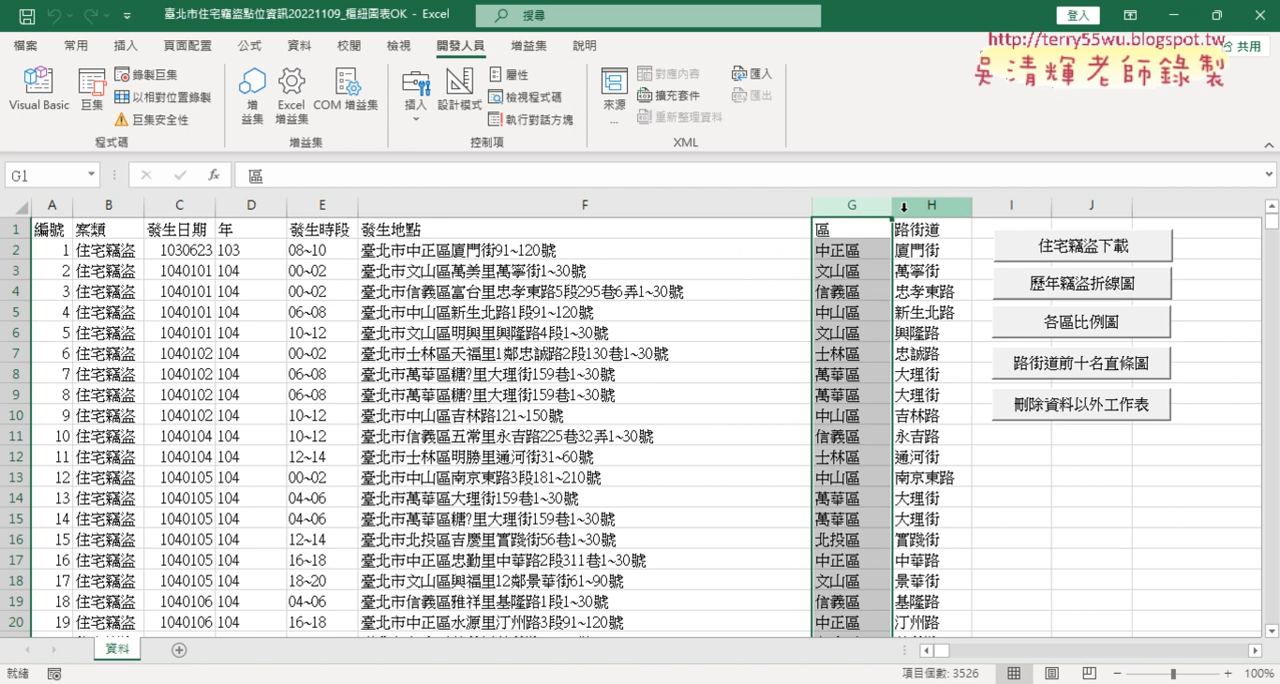 臺北市住宅竊盜點位資訊20221109_樞紐圖表OK - Excel
搜尋
登入
檔案 常用 插入 頁面配置 公式 資料 校閱 檢視 開發人員 增益集 說明
共用
http://terry55wu.blogspot.tw
吳清輝老師錄製
Visual Basic
巨集
錄製巨集
以相對位置錄製
巨集安全性
程式碼
增益集
Excel 增益集
COM 增益集
增益集
插入
設計模式
屬性
檢視程式碼
執行對話方塊
控制項
來源
...
對應內容
擴充套件
重新整理資料
匯入
匯出
XML
G1
fx
區
A B C D E F G H I J
1 編號 案類 發生日期 年 發生時段 發生地點 區 路街道
2 1 住宅竊盜 1030623 103 08~10 臺北市中正區廈門街91~120號 中正區 廈門街
3 2 住宅竊盜 1040101 104 00~02 臺北市文山區萬美里萬寧街1~30號 文山區 萬寧街
4 3 住宅竊盜 1040101 104 00~02 臺北市信義區富台里忠孝東路5段295巷6弄1~30號 信義區 忠孝東路
5 4 住宅竊盜 1040101 104 06~08 臺北市中山區新生北路1段91~120號 中山區 新生北路
6 5 住宅竊盜 1040101 104 10~12 臺北市文山區明興里興隆路4段1~30號 文山區 興隆路
7 6 住宅竊盜 1040102 104 00~02 臺北市士林區天福里1鄰忠誠路2段130巷1~30號 士林區 忠誠路
8 7 住宅竊盜 1040102 104 06~08 臺北市萬華區糖?里大理街159巷1~30號 萬華區 大理街
9 8 住宅竊盜 1040102 104 06~08 臺北市萬華區糖?里大理街159巷1~30號 萬華區 大理街
10 9 住宅竊盜 1040102 104 10~12 臺北市中山區吉林路121~150號 中山區 吉林路
11 10 住宅竊盜 1040104 104 10~12 臺北市信義區五常里永吉路225巷32弄1~30號 信義區 永吉路
12 11 住宅竊盜 1040104 104 12~14 臺北市士林區明勝里通河街31~60號 士林區 通河街
13 12 住宅竊盜 1040105 104 00~02 臺北市中山區南京東路3段181~210號 中山區 南京東路
14 13 住宅竊盜 1040105 104 04~06 臺北市萬華區大理街159巷1~30號 萬華區 大理街
15 14 住宅竊盜 1040105 104 04~06 臺北市萬華區糖?里大理街159巷1~30號 萬華區 大理街
16 15 住宅竊盜 1040105 104 12~14 臺北市北投區吉慶里實踐街56巷1~30號 北投區 實踐街
17 16 住宅竊盜 1040105 104 16~18 臺北市中正區忠勤里中華路2段311巷1~30號 中正區 中華路
18 17 住宅竊盜 1040105 104 18~20 臺北市文山區興福里12鄰景華街61~90號 文山區 景華街
19 18 住宅竊盜 1040106 104 04~06 臺北市信義區雅祥里基隆路1段1~30號 信義區 基隆路
20 19 住宅竊盜 1040106 104 16~18 臺北市中正區水源里汀州路3段91~120號 中正區 汀州路
住宅竊盜下載
歷年竊盜折線圖
各區比例圖
路街道前十名直條圖
刪除資料以外工作表
資料
就緒
項目個數: 3526
100%